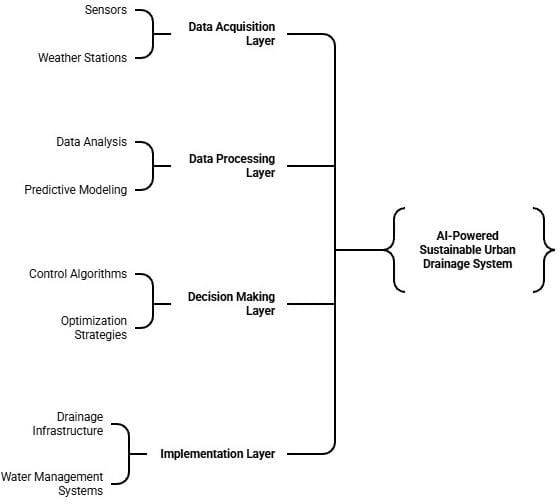 Sensors
Data Acquisition
Layer
Weather Stations
Data Analysis
Data Processing
Layer
Predictive Modeling
AI-Powered
Sustainable Urban
Drainage System
Control Algorithms
Decision Making
Layer
Optimization
Strategies
Drainage
Infrastructure
Implementation Layer
Water Management
Systems